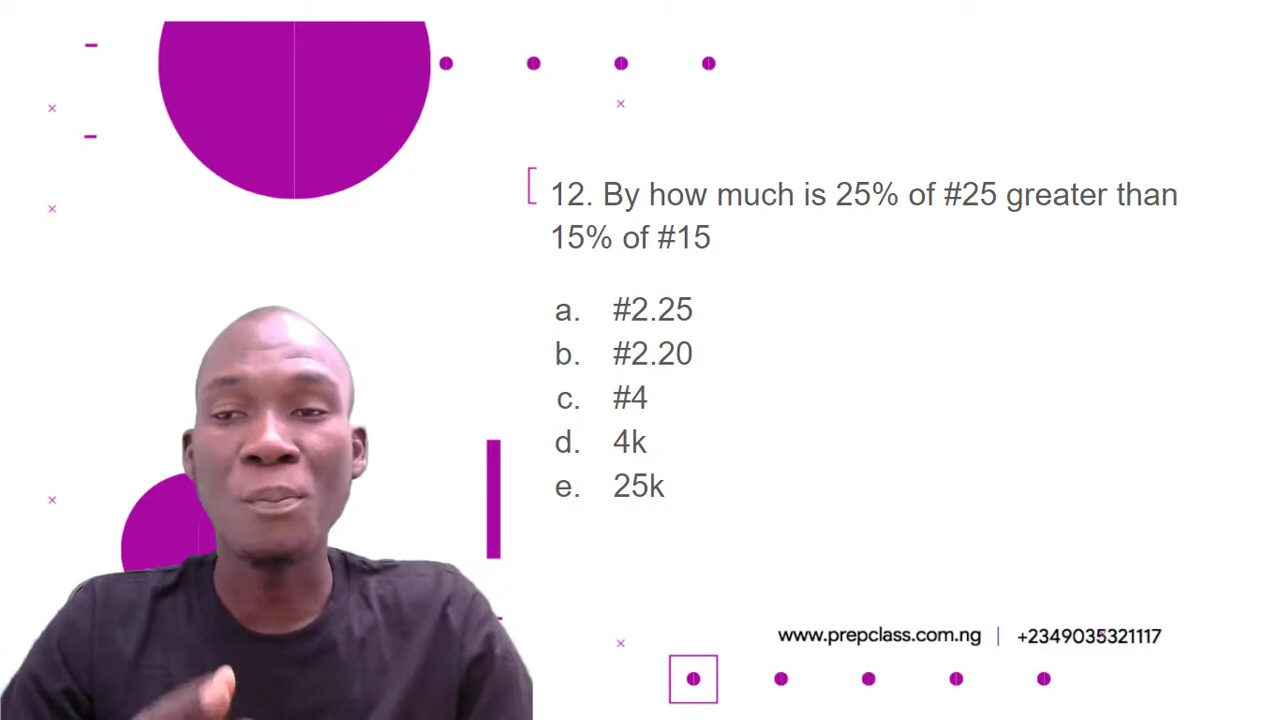 12. By how much is 25% of #25 greater than
15% of #15
a. #2.25
b. #2.20
c. #4
d. 4k
e. 25k
www.prepclass.com.ng | +2349035321117